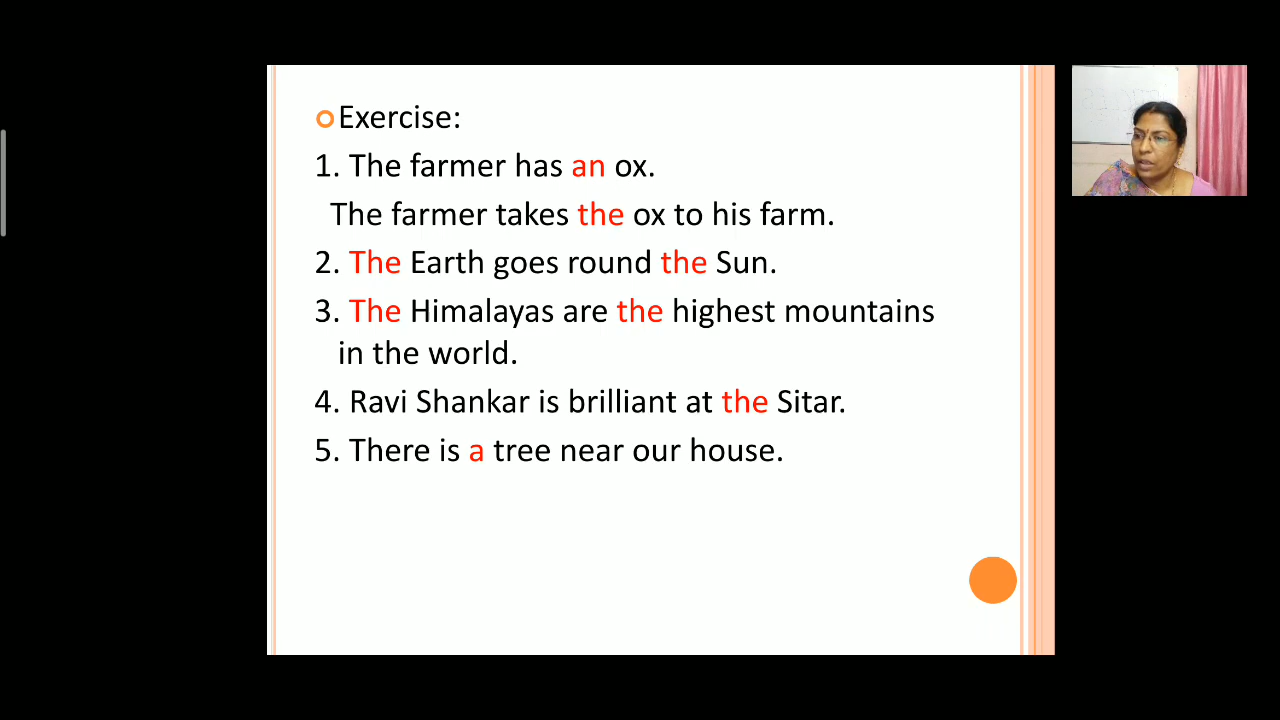 Exercise:
1. The farmer has an ox.
The farmer takes the ox to his farm.
2. The Earth goes round the Sun.
3. The Himalayas are the highest mountains
in the world.
4. Ravi Shankar is brilliant at the Sitar.
5. There is a tree near our house.